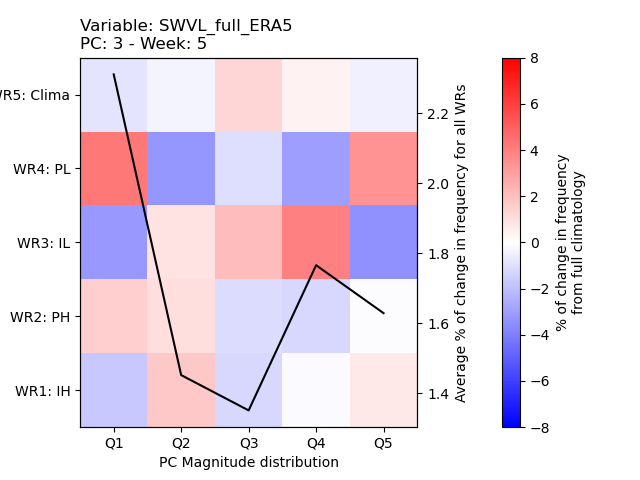 Variable: SWVL_full_ERA5
PC: 3 - Week: 5
WR5: Clima
WR4: PL
WR3: IL
WR2: PH
WR1: IH
Q1 Q2 Q3 Q4 Q5
PC Magnitude distribution
2.2
2.0
1.8
1.6
1.4
Average % of change in frequency for all WRs
8
6
4
2
0
−2
−4
−6
−8
% of change in frequency
from full climatology